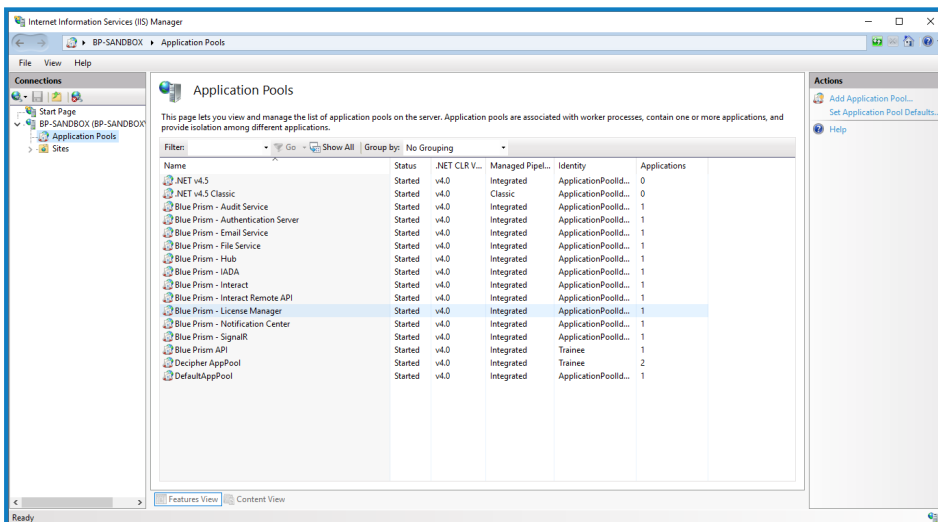 Internet Information Services (IIS) Manager
BP-SANDBOX Application Pools
File View Help
Connections
Start Page
BP-SANDBOX (BP-SANDBOX\
Application Pools
Sites
Application Pools
This page lets you view and manage the list of application pools on the server. Application pools are associated with worker processes, contain one or more applications, and
provide isolation among different applications.
Filter: Go Show All Group by: No Grouping
Name Status .NET CLR V... Managed Pipel... Identity Applications
.NET v4.5 Started v4.0 Integrated ApplicationPoolId... 0
.NET v4.5 Classic Started v4.0 Classic ApplicationPoolId... 0
Blue Prism - Audit Service Started v4.0 Integrated ApplicationPoolId... 1
Blue Prism - Authentication Server Started v4.0 Integrated ApplicationPoolId... 1
Blue Prism - Email Service Started v4.0 Integrated ApplicationPoolId... 1
Blue Prism - File Service Started v4.0 Integrated ApplicationPoolId... 1
Blue Prism - Hub Started v4.0 Integrated ApplicationPoolId... 1
Blue Prism - IADA Started v4.0 Integrated ApplicationPoolId... 1
Blue Prism - Interact Started v4.0 Integrated ApplicationPoolId... 1
Blue Prism - Interact Remote API Started v4.0 Integrated ApplicationPoolId... 1
Blue Prism - License Manager Started v4.0 Integrated ApplicationPoolId... 1
Blue Prism - Notification Center Started v4.0 Integrated ApplicationPoolId... 1
Blue Prism - SignalR Started v4.0 Integrated ApplicationPoolId... 1
Blue Prism API Started v4.0 Integrated Trainee 1
Decipher AppPool Started v4.0 Integrated Trainee 2
DefaultAppPool Started v4.0 Integrated ApplicationPoolId... 1
Features View Content View
Actions
Add Application Pool...
Set Application Pool Defaults...
Help
Ready